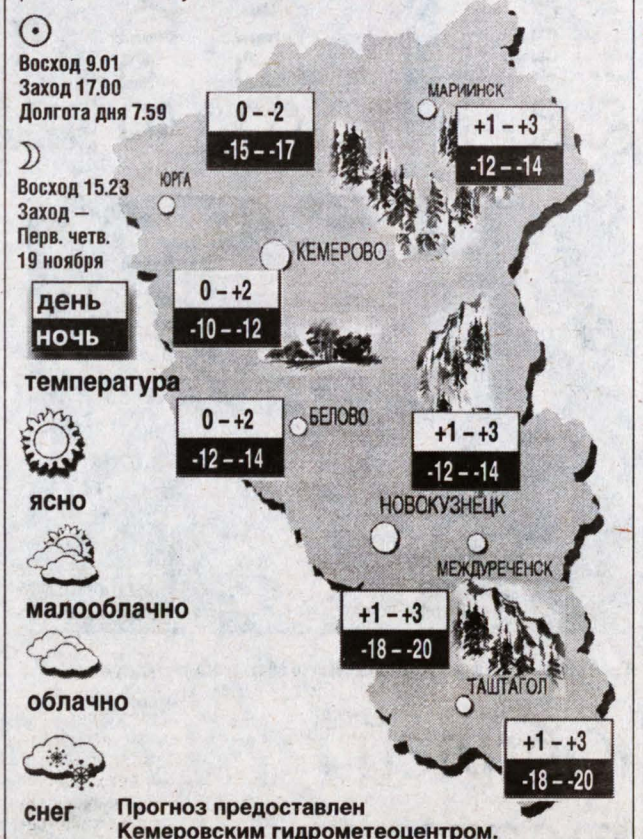 Восход 9.01
Заход 17.00
Долгота дня 7.59
Восход 15.23
Заход —
Перв. четв.
19 ноября
день
ночь
температура
ясно
малооблачно
облачно
снег
0 – -2
-15 – -17
МАРИИНСК
+1 – +3
-12 – -14
ЮРГА
КЕМЕРОВО
0 – +2
-10 – -12
БЕЛОВО
0 – +2
-12 – -14
+1 – +3
-12 – -14
НОВОКУЗНЕЦК
МЕЖДУРЕЧЕНСК
+1 – +3
-18 – -20
ТАШТАГОЛ
+1 – +3
-18 – -20
Прогноз предоставлен
Кемеровским гидрометеоцентром.